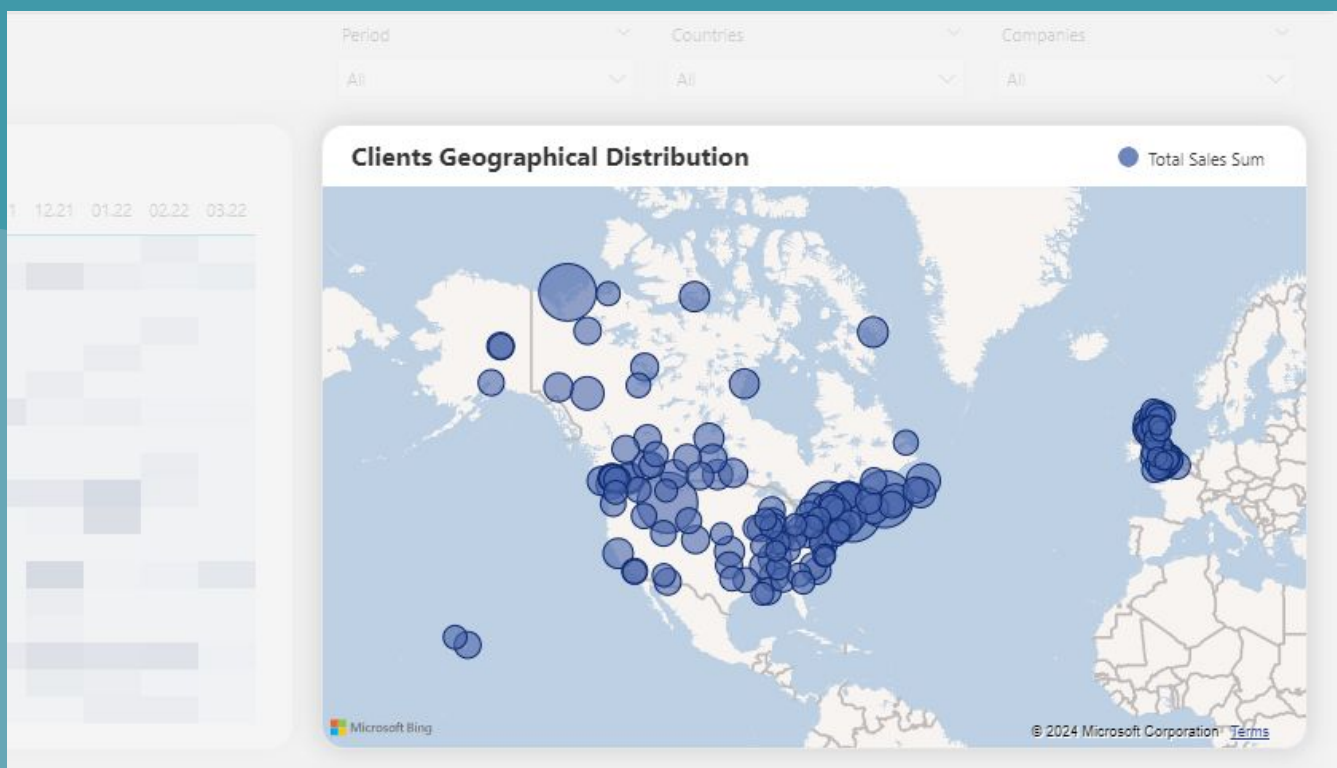 Period
Countries
Companies
All
All
All
Clients Geographical Distribution
Total Sales Sum
1 12.21 01.22 02.22 03.22
Microsoft Bing
© 2024 Microsoft Corporation Terms